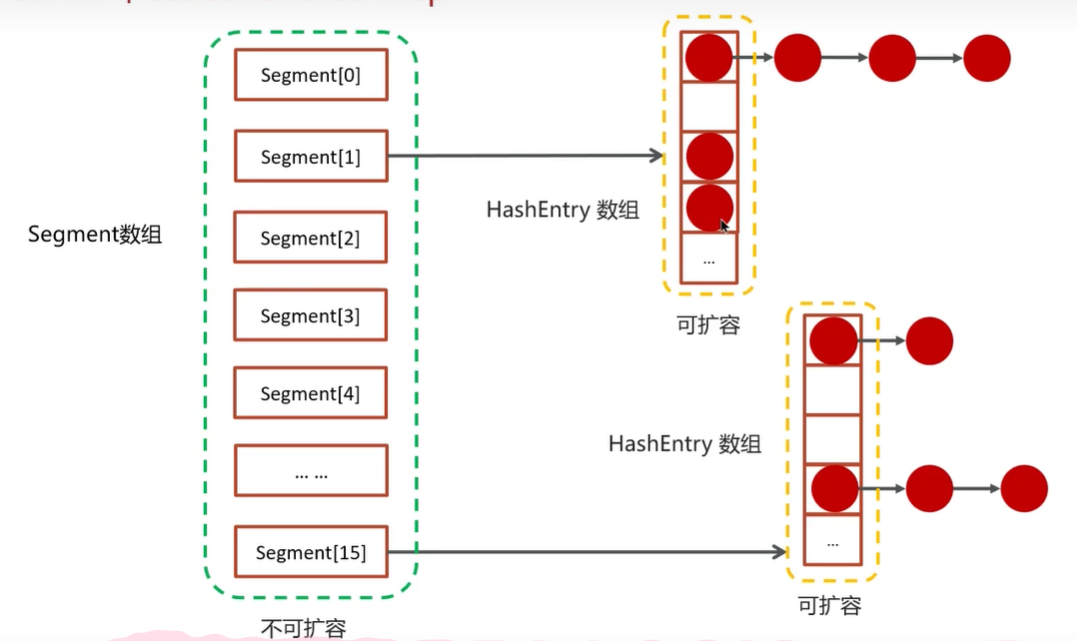 Segment数组
Segment[0]
Segment[1]
Segment[2]
Segment[3]
Segment[4]
... ...
Segment[15]
不可扩容
HashEntry 数组
...
可扩容
HashEntry 数组
...
可扩容